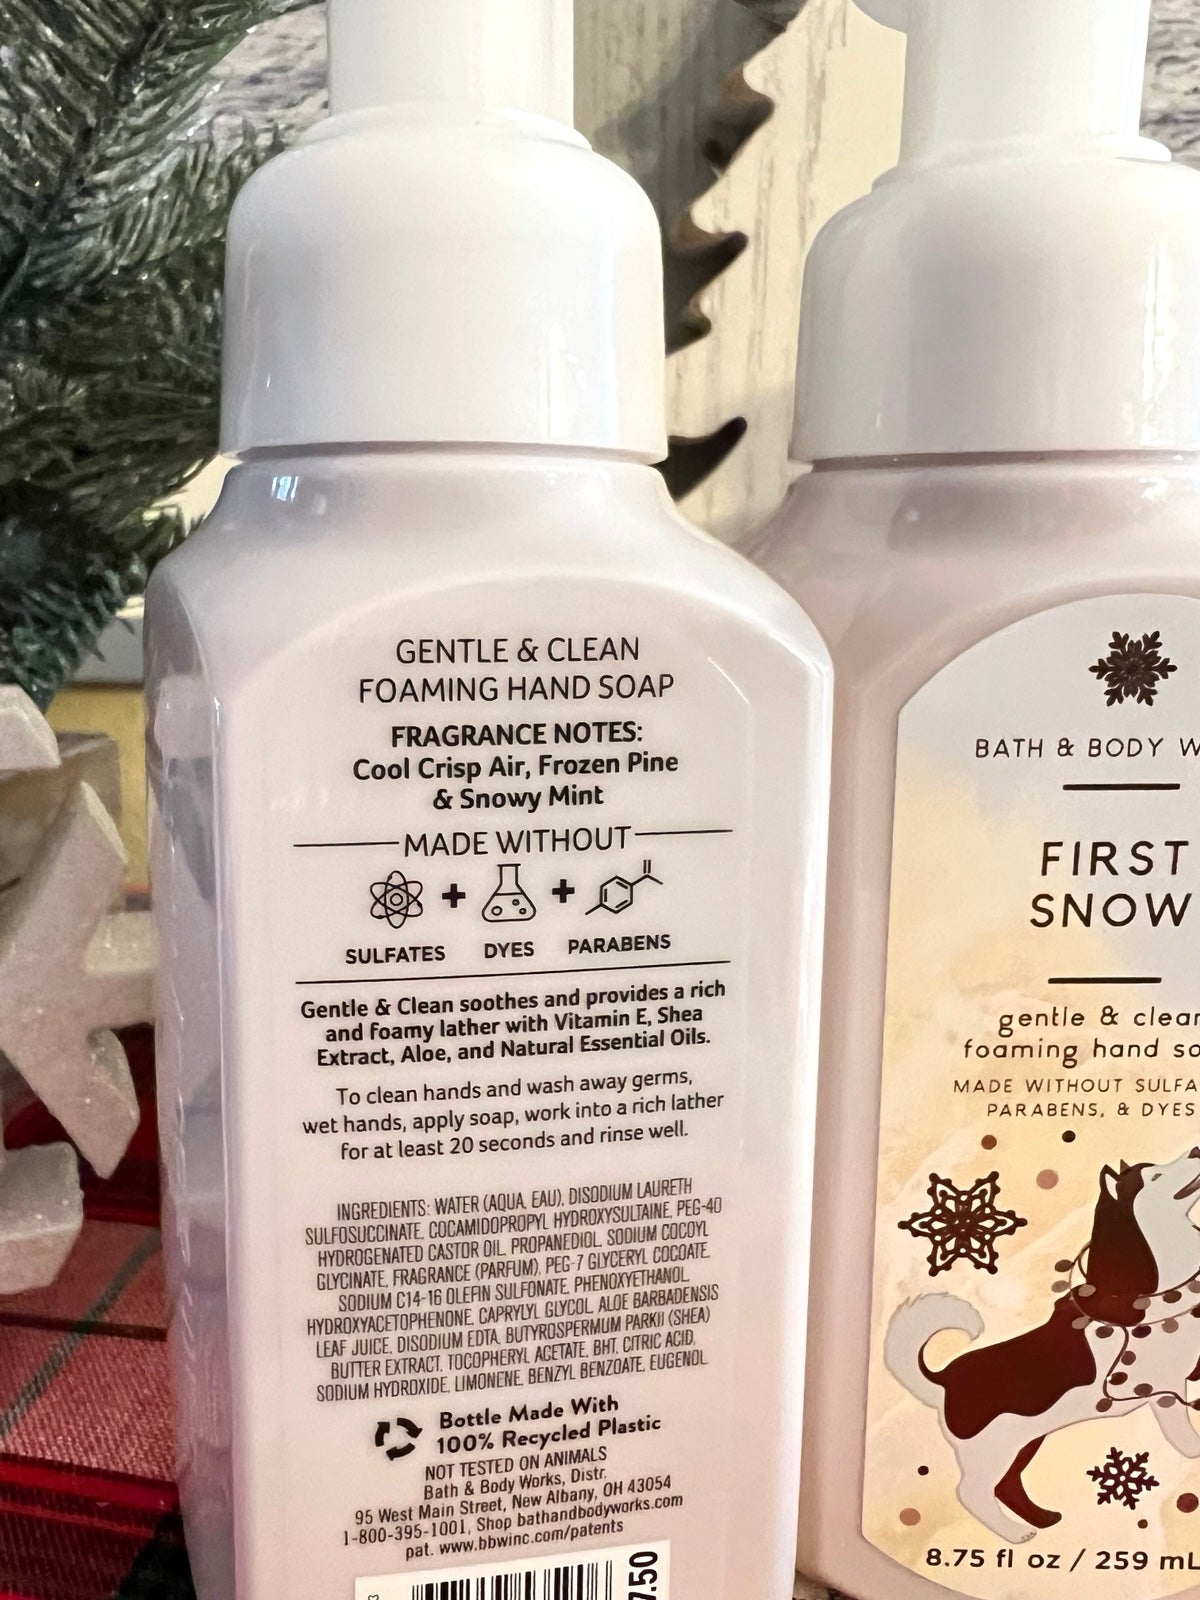 GENTLE & CLEAN
FOAMING HAND SOAP
FRAGRANCE NOTES:
Cool Crisp Air, Frozen Pine
& Snowy Mint
MADE WITHOUT
SULFATES + DYES + PARABENS
Gentle & Clean soothes and provides a rich
and foamy lather with Vitamin E, Shea
Extract, Aloe, and Natural Essential Oils.
To clean hands and wash away germs,
wet hands, apply soap, work into a rich lather
for at least 20 seconds and rinse well.
INGREDIENTS: WATER (AQUA, EAU), DISODIUM LAURETH
SULFOSUCCINATE, COCAMIDOPROPYL HYDROXYSULTAINE, PEG-40
HYDROGENATED CASTOR OIL, PROPANEDIOL, SODIUM COCOYL
GLYCINATE, FRAGRANCE (PARFUM), PEG-7 GLYCERYL COCOATE,
SODIUM C14-16 OLEFIN SULFONATE, PHENOXYETHANOL,
HYDROXYACETOPHENONE, CAPRYLYL GLYCOL, ALOE BARBADENSIS
LEAF JUICE, DISODIUM EDTA, BUTYROSPERMUM PARKII (SHEA)
BUTTER EXTRACT, TOCOPHERYL ACETATE, BHT, CITRIC ACID,
SODIUM HYDROXIDE, LIMONENE, BENZYL BENZOATE, EUGENOL
Bottle Made With
100% Recycled Plastic
NOT TESTED ON ANIMALS
Bath & Body Works, Distr.
95 West Main Street, New Albany, OH 43054
1-800-395-1001, Shop bathandbodyworks.com
pat. www.bbwinc.com/patents
7.50
BATH & BODY W
FIRST
SNOW
gentle & clean
foaming hand so
MADE WITHOUT SULFA
PARABENS, & DYES
8.75 fl oz / 259 mL